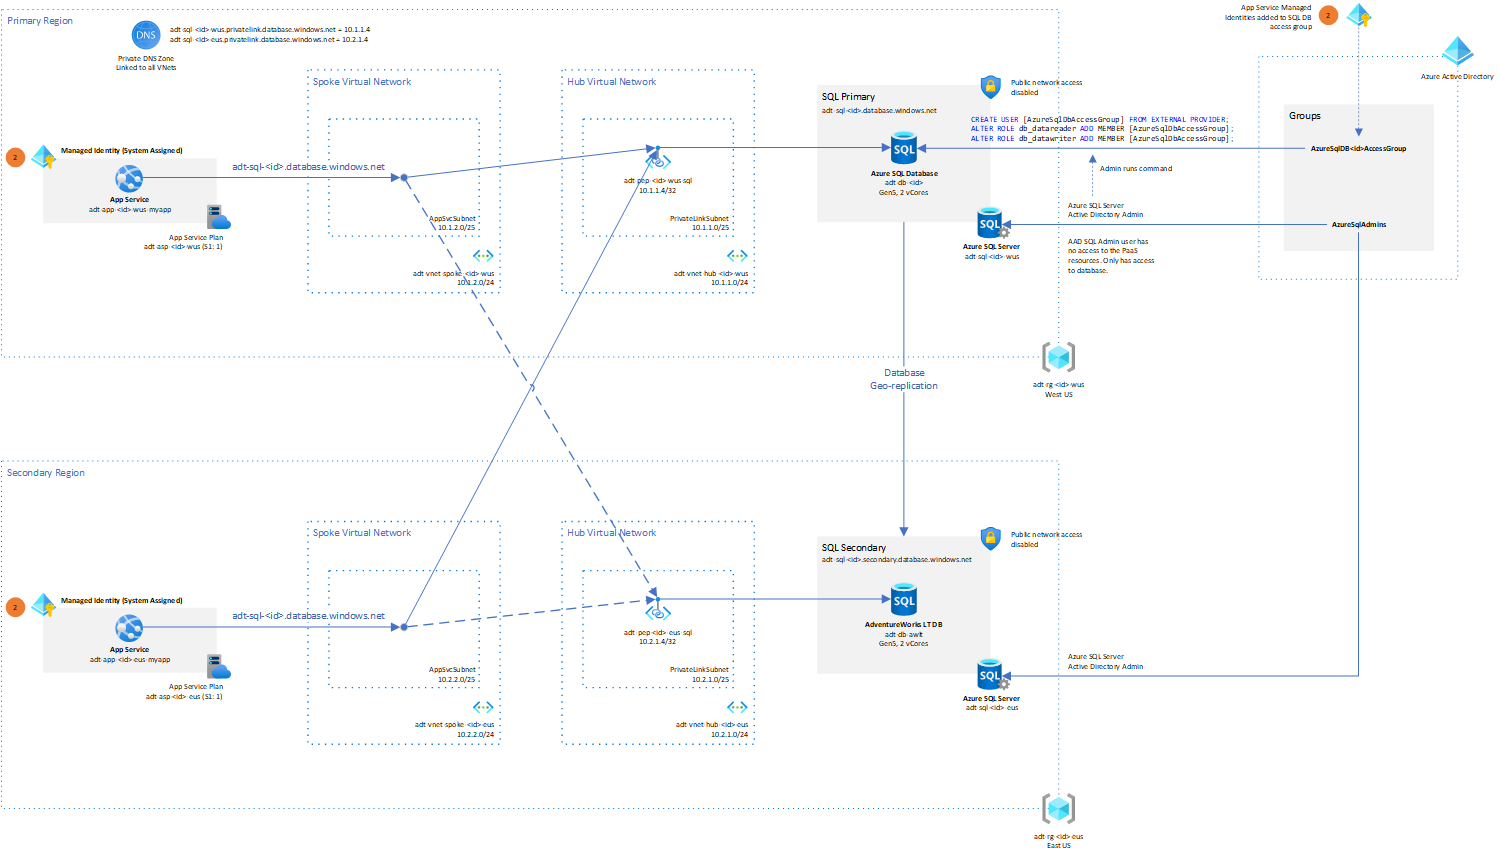 Primary Region
DNS
adt-sql-<id>-wus.privatelink.database.windows.net = 10.1.1.4
adt-sql-<id>-eus.privatelink.database.windows.net = 10.2.1.4
Private DNS Zone
Linked to all VNets
App Service Managed
Identities added to SQL DB
access group
2
Azure Active Directory
Spoke Virtual Network
Hub Virtual Network
SQL Primary
adt-sql-<id>.database.windows.net
Public network access
disabled
CREATE USER [AzureSqlDbAccessGroup] FROM EXTERNAL PROVIDER;
ALTER ROLE db_datareader ADD MEMBER [AzureSqlDbAccessGroup];
ALTER ROLE db_datawriter ADD MEMBER [AzureSqlDbAccessGroup];
Groups
AzureSqlDB<id>AccessGroup
Admin runs command
2
Managed Identity (System Assigned)
adt-sql-<id>.database.windows.net
App Service
adt-app-<id>-wus-myapp
App Service Plan
adt-asp-<id>-wus (S1: 1)
AppSvcSubnet
10.1.2.0/25
adt-vnet-spoke-<id>-wus
10.1.2.0/24
adt-pep-<id>-wus-sql
10.1.1.4/32
PrivateLinkSubnet
10.1.1.0/25
adt-vnet-hub-<id>-wus
10.1.1.0/24
SQL
Azure SQL Database
adt-db-<id>
Gen5, 2 vCores
SQL
Azure SQL Server
adt-sql-<id>-wus
Azure SQL Server
Active Directory Admin
AzureSqlAdmins
AAD SQL Admin user has
no access to the PaaS
resources. Only has access
to database.
adt-rg-<id>-wus
West US
Database
Geo-replication
Secondary Region
Spoke Virtual Network
Hub Virtual Network
SQL Secondary
adt-sql-<id>.secondary.database.windows.net
Public network access
disabled
2
Managed Identity (System Assigned)
adt-sql-<id>.database.windows.net
App Service
adt-app-<id>-eus-myapp
App Service Plan
adt-asp-<id>-eus (S1: 1)
AppSvcSubnet
10.2.2.0/25
adt-vnet-spoke-<id>-eus
10.2.2.0/24
adt-pep-<id>-eus-sql
10.2.1.4/32
PrivateLinkSubnet
10.2.1.0/25
adt-vnet-hub-<id>-eus
10.2.1.0/24
SQL
AdventureWorks LT DB
adt-db-awlt
Gen5, 2 vCores
SQL
Azure SQL Server
adt-sql-<id>-eus
Azure SQL Server
Active Directory Admin
adt-rg-<id>-eus
East US